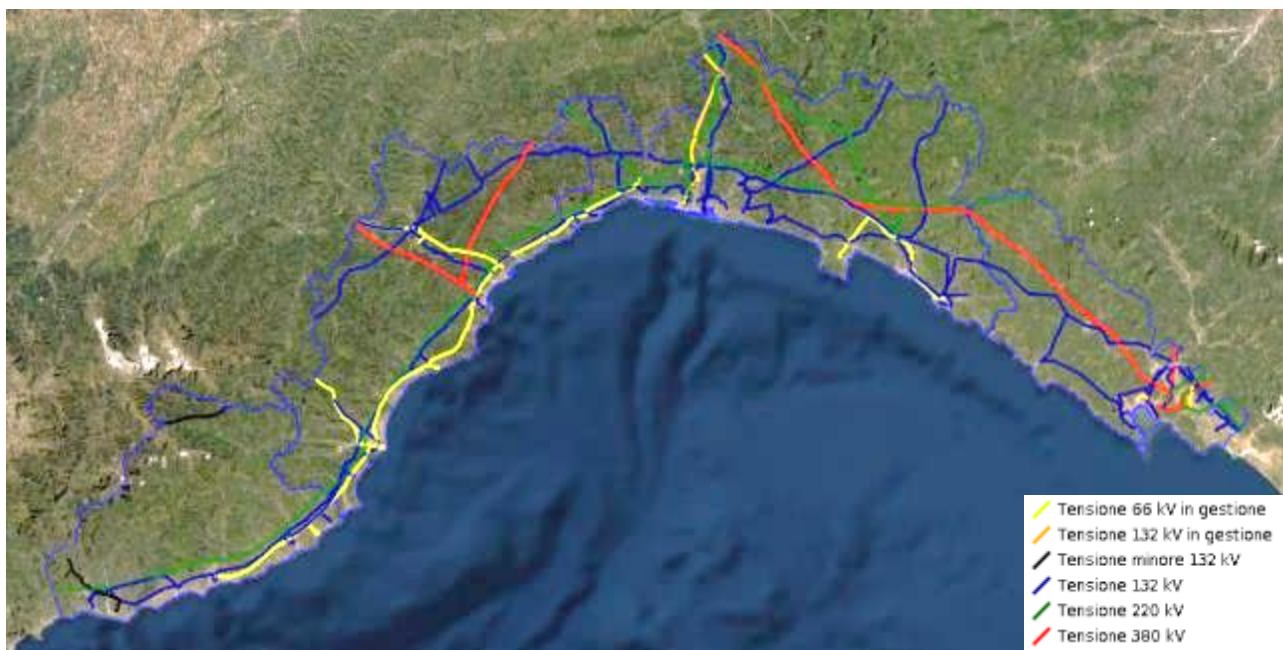 Tensione 66 kV in gestione
Tensione 132 kV in gestione
Tensione minore 132 kV
Tensione 132 kV
Tensione 220 kV
Tensione 380 kV